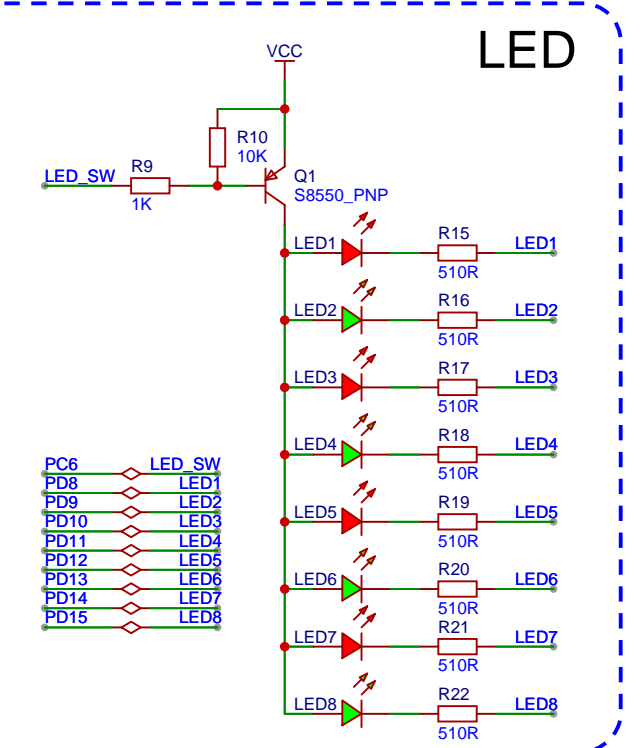 LED
VCC
R10
10K
R9
LED_SW
1K
Q1
S8550_PNP
LED1
R15
510R
LED1
LED2
R16
510R
LED2
LED3
R17
510R
LED3
LED4
R18
510R
LED4
LED5
R19
510R
LED5
LED6
R20
510R
LED6
LED7
R21
510R
LED7
LED8
R22
510R
LED8
PC6 LED_SW
PD8 LED1
PD9 LED2
PD10 LED3
PD11 LED4
PD12 LED5
PD13 LED6
PD14 LED7
PD15 LED8